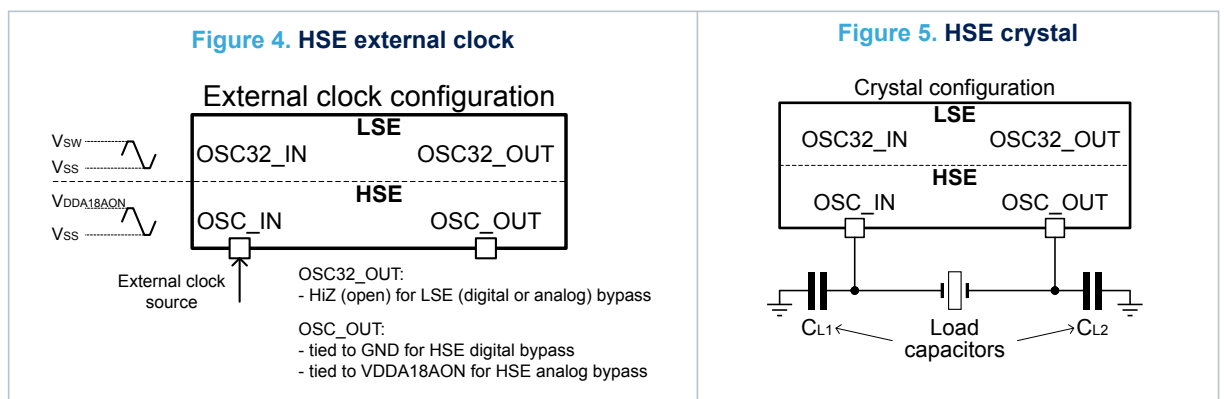 Figure 4. HSE external clock
External clock configuration
LSE
VSW
VSS
OSC32_IN
OSC32_OUT
HSE
VDDA18AON
VSS
OSC_IN
OSC_OUT
External clock
source
OSC32_OUT:
- HiZ (open) for LSE (digital or analog) bypass
OSC_OUT:
- tied to GND for HSE digital bypass
- tied to VDDA18AON for HSE analog bypass
Figure 5. HSE crystal
Crystal configuration
LSE
OSC32_IN
OSC32_OUT
HSE
OSC_IN
OSC_OUT
CL1
Load
capacitors
CL2